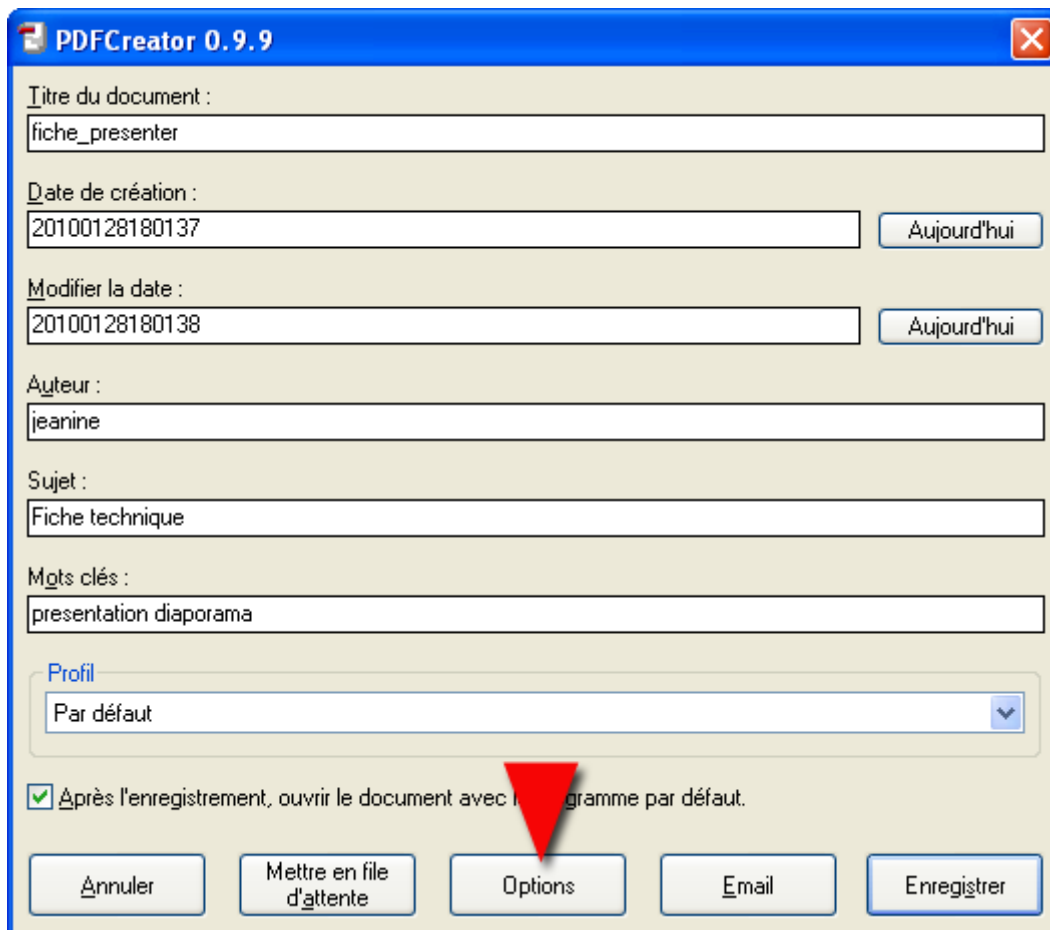 PDFCreator 0.9.9
Titre du document :
fiche_presenter
Date de création :
20100128180137
Aujourd'hui
Modifier la date :
20100128180138
Aujourd'hui
Auteur :
jeanine
Sujet :
Fiche technique
Mots clés :
presentation diaporama
Profil
Par défaut
Après l'enregistrement, ouvrir le document avec par défaut.
Annuler
Mettre en file
d'attente
Options
Email
Enregistrer